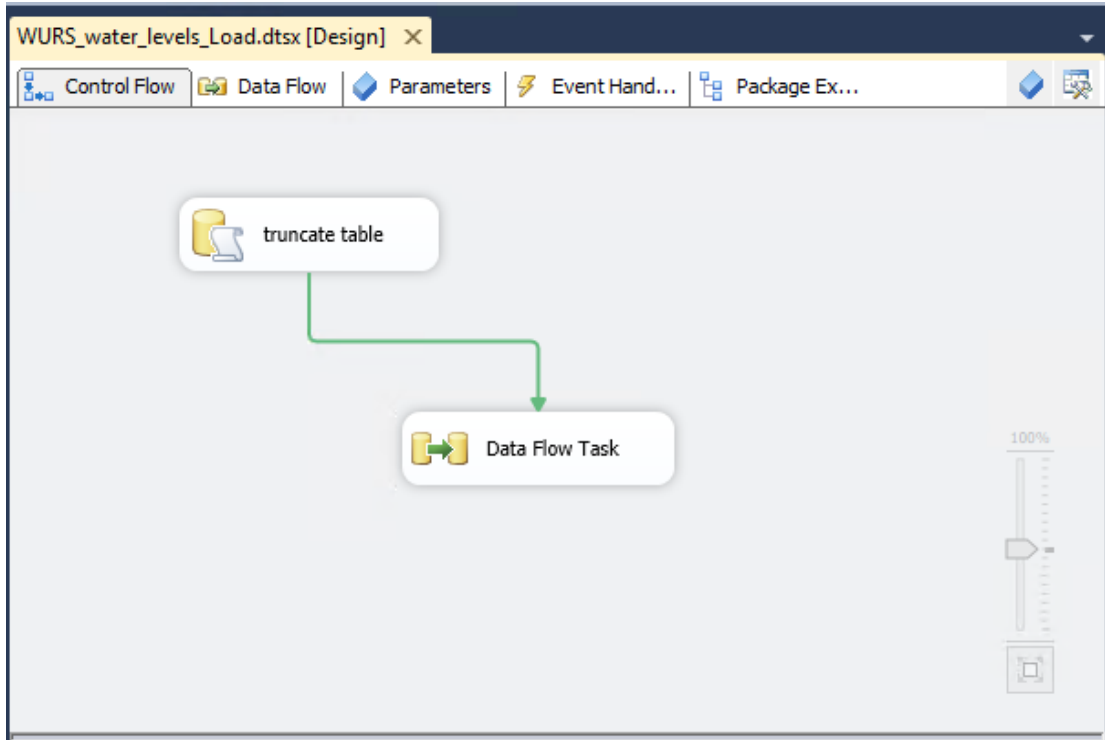 WURS_water_levels_Load.dtsx [Design]
Control Flow Data Flow Parameters Event Hand... Package Ex...
truncate table
Data Flow Task
100%